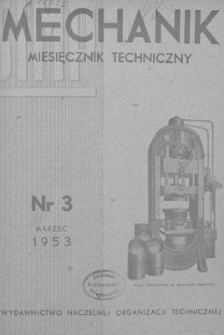 MECHANIK
MIESIĘCZNIK TECHNICZNY
Nr 3
MARZEC
1953
WYDAWNICTWO NACZELNEJ ORGANIZACJI TECHNICZNEJ